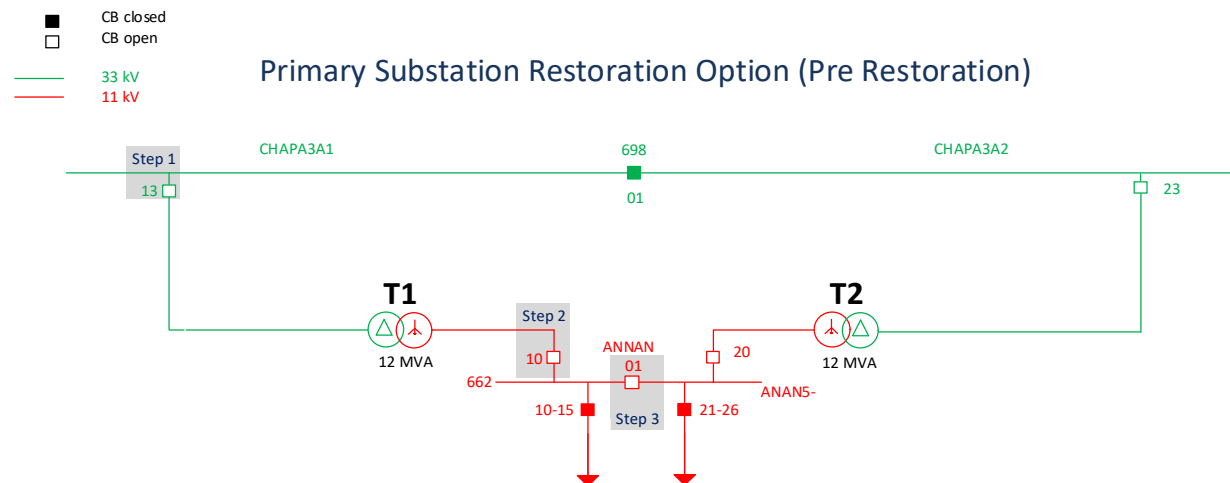 CB closed
CB open
33 kV
11 kV
Primary Substation Restoration Option (Pre Restoration)
Step 1
CHAPA3A1
698
CHAPA3A2
13
01
23
T1
T2
Step 2
12 MVA
10
ANNAN
01
20
12 MVA
662
ANAN5-
10-15
Step 3
21-26